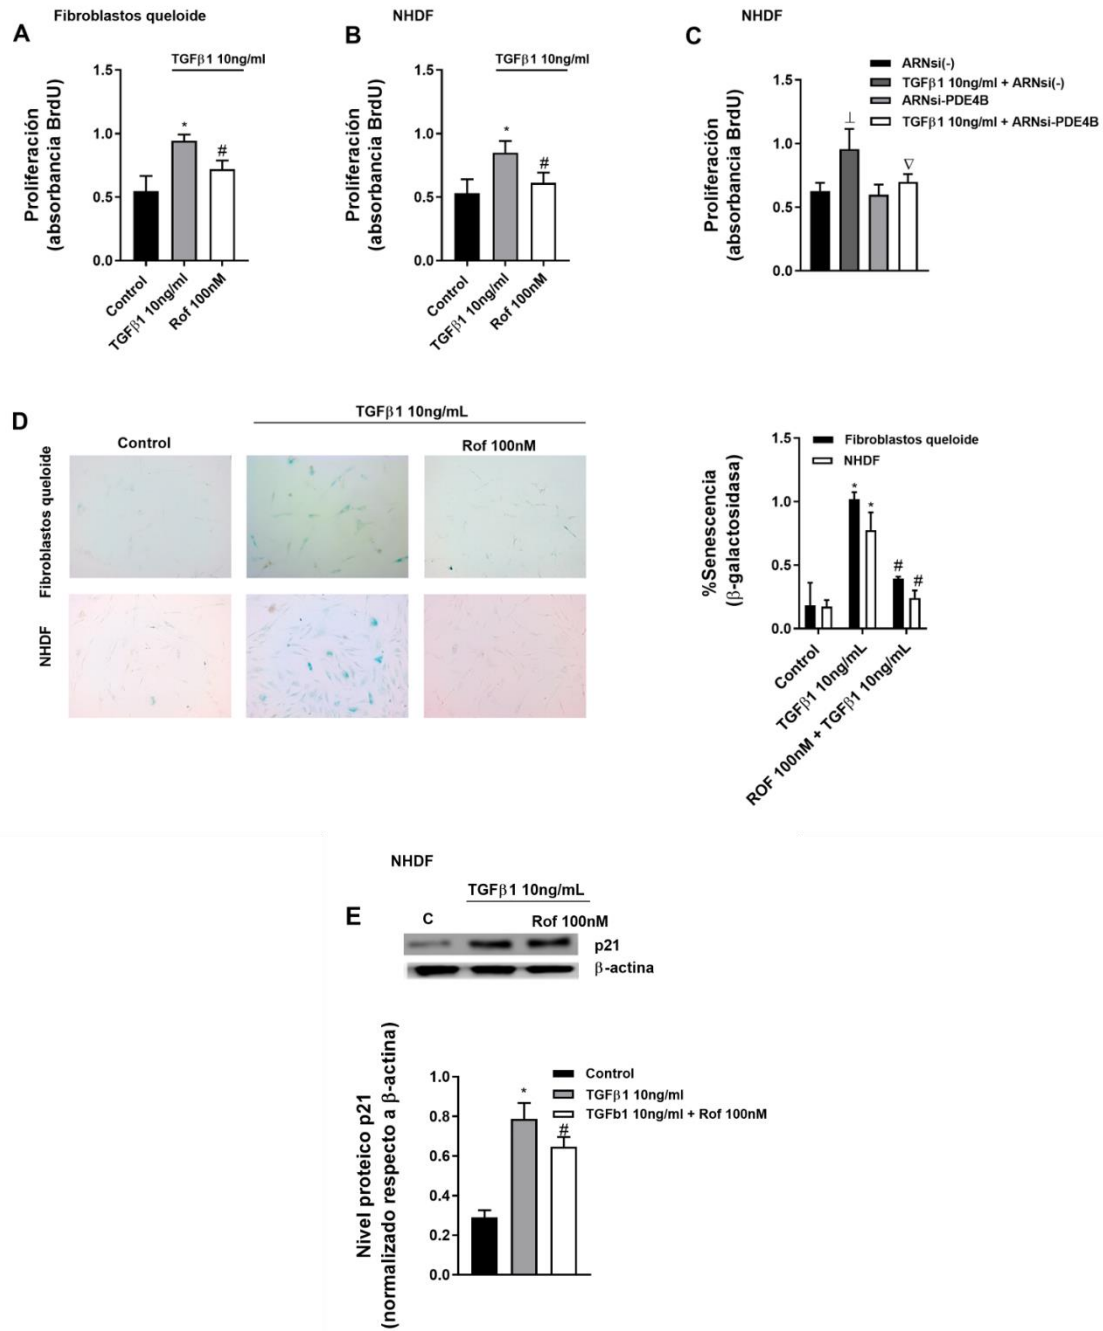 Fibroblastos queloide
A
TGFβ1 10ng/ml
Proliferación
(absorbancia BrdU)
1.5
1.0
0.5
0.0
*
#
Control
TGFβ1 10ng/ml
Rof 100nM
NHDF
B
TGFβ1 10ng/ml
Proliferación
(absorbancia BrdU)
1.5
1.0
0.5
0.0
*
#
Control
TGFβ1 10ng/ml
Rof 100nM
NHDF
C
ARNsi(-)
TGFβ1 10ng/ml + ARNsi(-)
ARNsi-PDE4B
TGFβ1 10ng/ml + ARNsi-PDE4B
Proliferación
(absorbancia BrdU)
1.5
1.0
0.5
0.0
⊥
∇
D
TGFβ1 10ng/mL
Control
Rof 100nM
Fibroblastos queloide
NHDF
Fibroblastos queloide
NHDF
%Senescencia
(β-galactosidasa)
1.5
1.0
0.5
0.0
*
*
#
#
Control
TGFβ1 10ng/mL
ROF 100nM + TGFβ1 10ng/mL
NHDF
TGFβ1 10ng/mL
E
C
Rof 100nM
p21
β-actina
Nivel proteico p21
(normalizado respecto a β-actina)
1.0
0.8
0.6
0.4
0.2
0.0
*
#
Control
TGFβ1 10ng/ml
TGFb1 10ng/ml + Rof 100nM